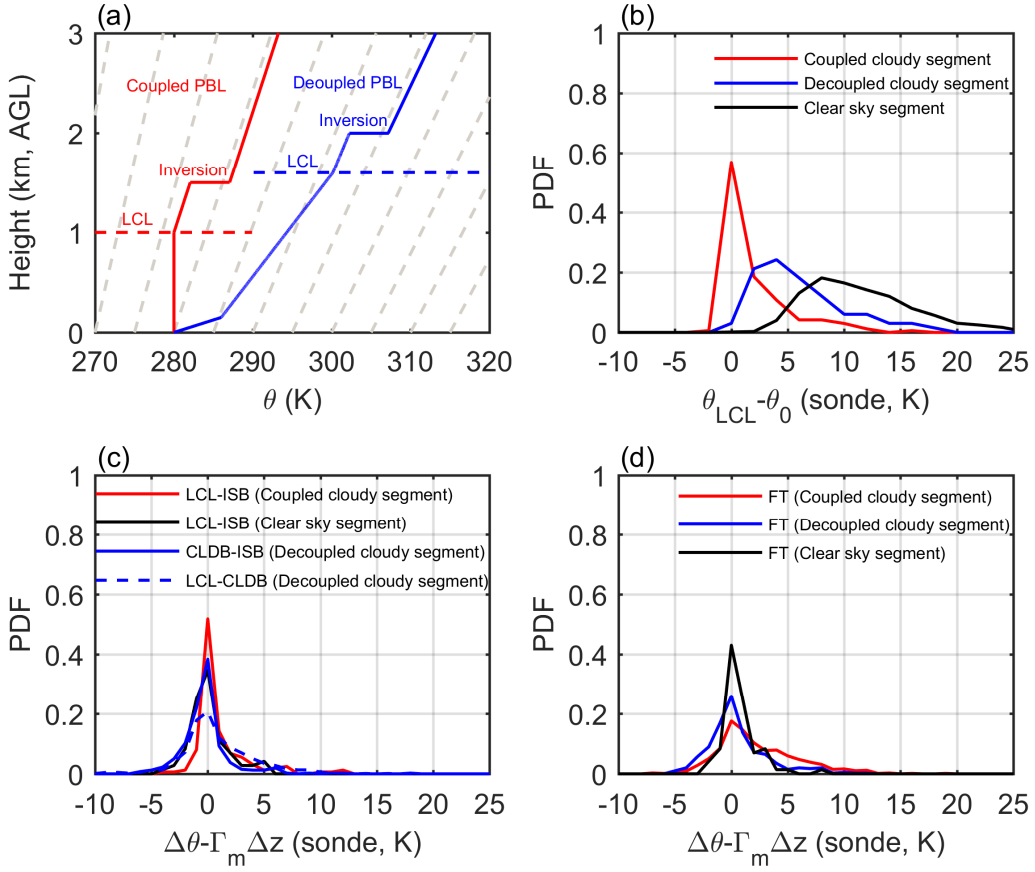 (a)
3
2
1
0
Height (km, AGL)
Coupled PBL
Deoupled PBL
Inversion
LCL
Inversion
LCL
270 280 290 300 310 320
θ (K)
(b)
1
0.8
0.6
0.4
0.2
0
PDF
Coupled cloudy segment
Decoupled cloudy segment
Clear sky segment
-10 -5 0 5 10 15 20 25
θ_LCL-θ_0 (sonde, K)
(c)
1
0.8
0.6
0.4
0.2
0
PDF
LCL-ISB (Coupled cloudy segment)
LCL-ISB (Clear sky segment)
CLDB-ISB (Decoupled cloudy segment)
LCL-CLDB (Decoupled cloudy segment)
-10 -5 0 5 10 15 20 25
Δθ-Γ_mΔz (sonde, K)
(d)
1
0.8
0.6
0.4
0.2
0
PDF
FT (Coupled cloudy segment)
FT (Decoupled cloudy segment)
FT (Clear sky segment)
-10 -5 0 5 10 15 20 25
Δθ-Γ_mΔz (sonde, K)